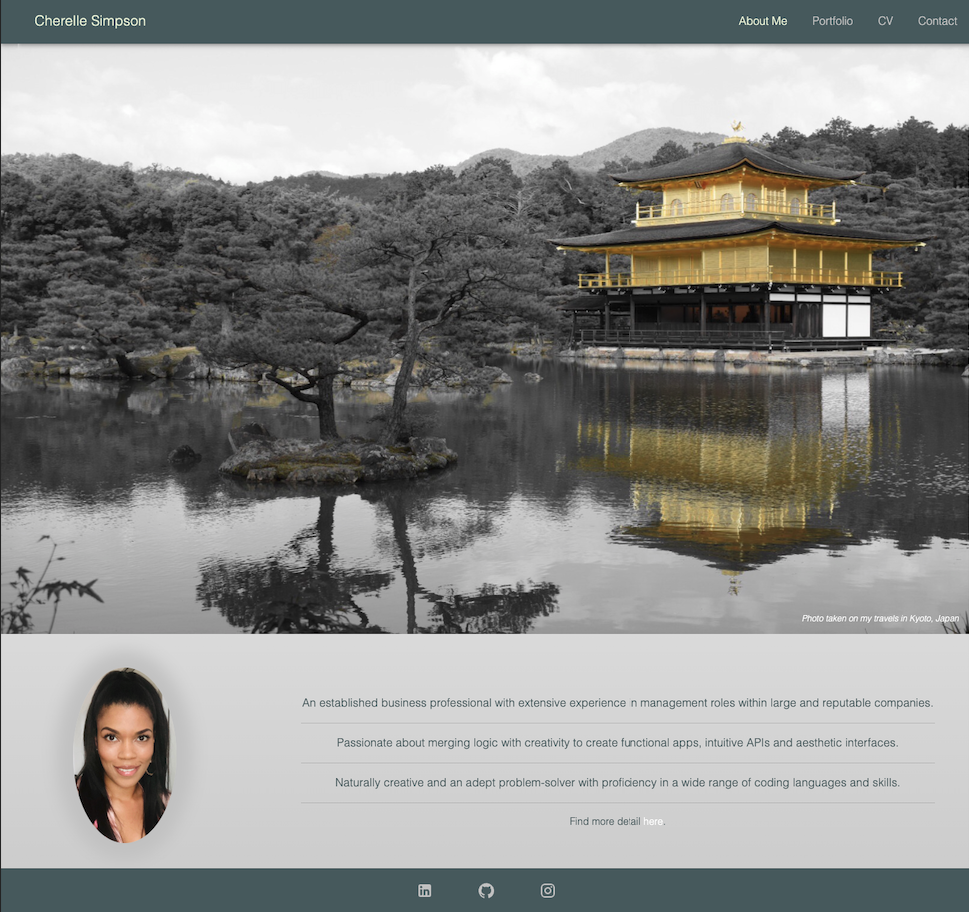 Cherelle Simpson
About Me Portfolio CV Contact
Photo taken on my travels in Kyoto, Japan
An established business professional with extensive experience in management roles within large and reputable companies.
Passionate about merging logic with creativity to create functional apps, intuitive APIs and aesthetic interfaces.
Naturally creative and an adept problem-solver with proficiency in a wide range of coding languages and skills.
Find more detail here.
in